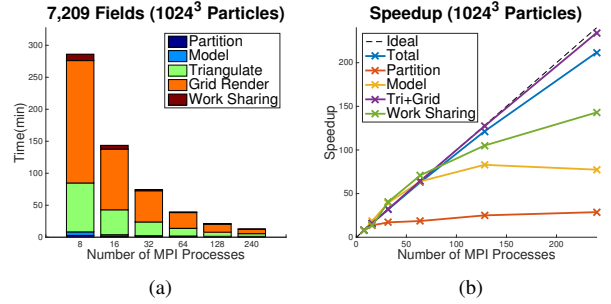 7,209 Fields (1024³ Particles)
300
250
200
150
100
50
0
Time(min)
Partition
Model
Triangulate
Grid Render
Work Sharing
8 16 32 64 128 240
Number of MPI Processes
(a)
Speedup (1024³ Particles)
200
150
100
50
0
Speedup
Ideal
Total
Partition
Model
Tri+Grid
Work Sharing
0 50 100 150 200
Number of MPI Processes
(b)